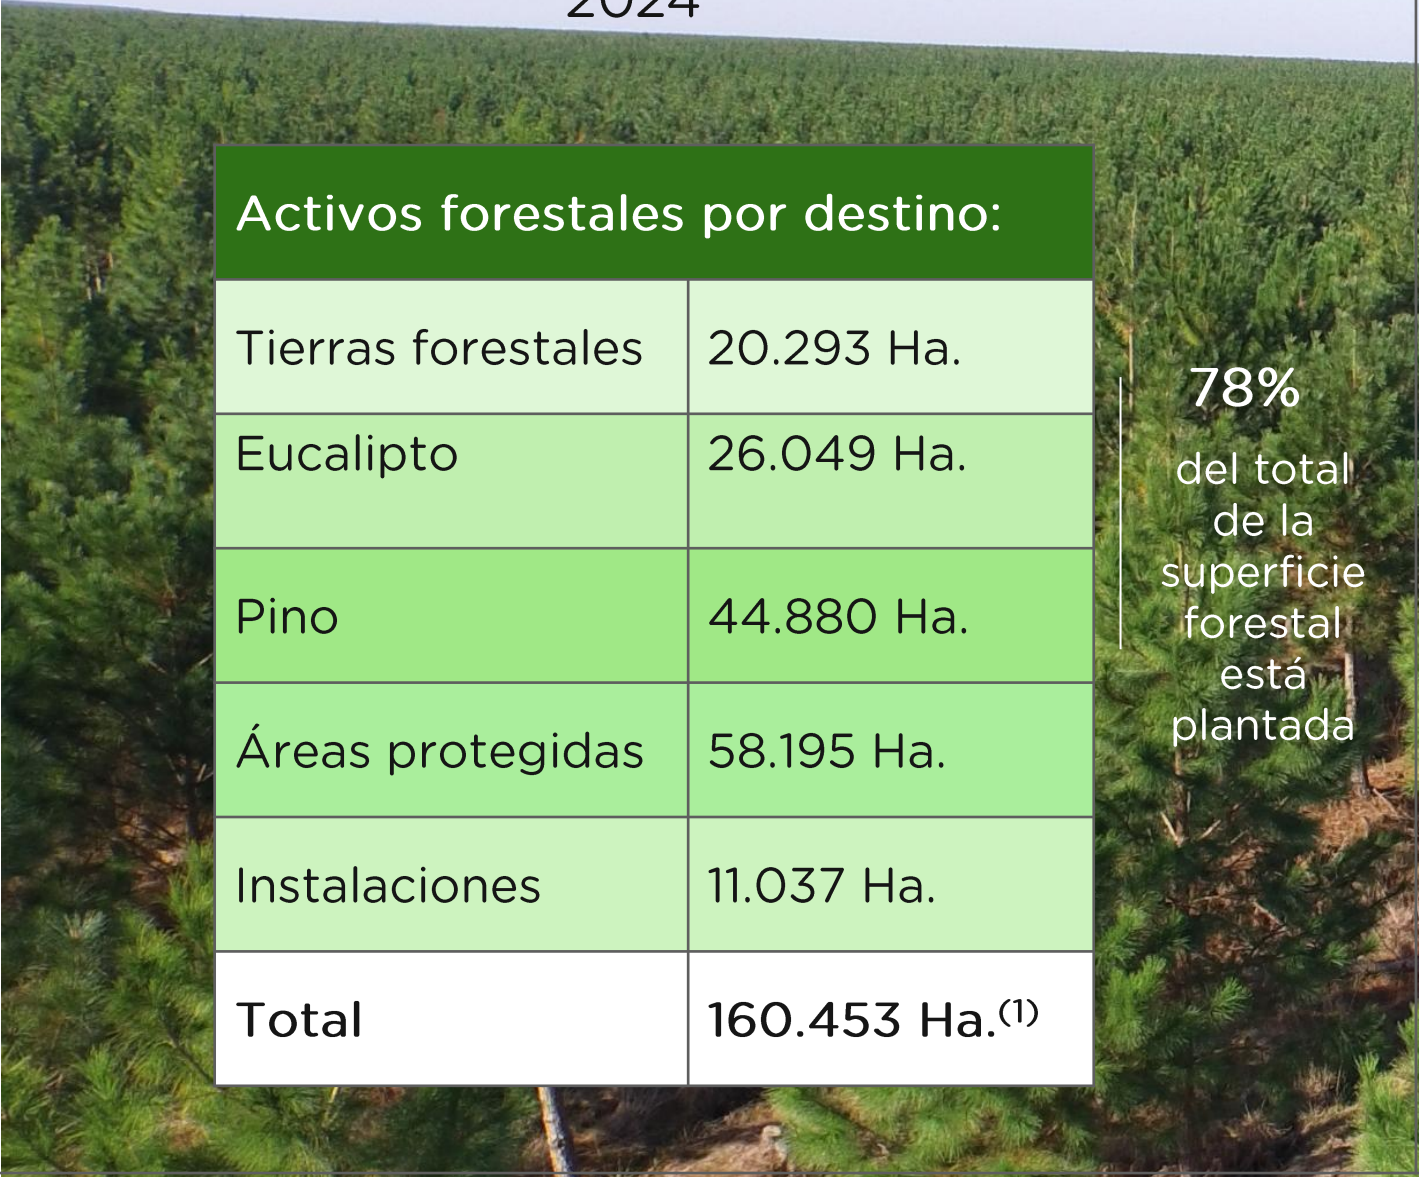 2024
Activos forestales por destino:
Tierras forestales 20.293 Ha.
Eucalipto 26.049 Ha.
Pino 44.880 Ha.
Áreas protegidas 58.195 Ha.
Instalaciones 11.037 Ha.
Total 160.453 Ha.(1)
78%
del total
de la
superficie
forestal
está
plantada